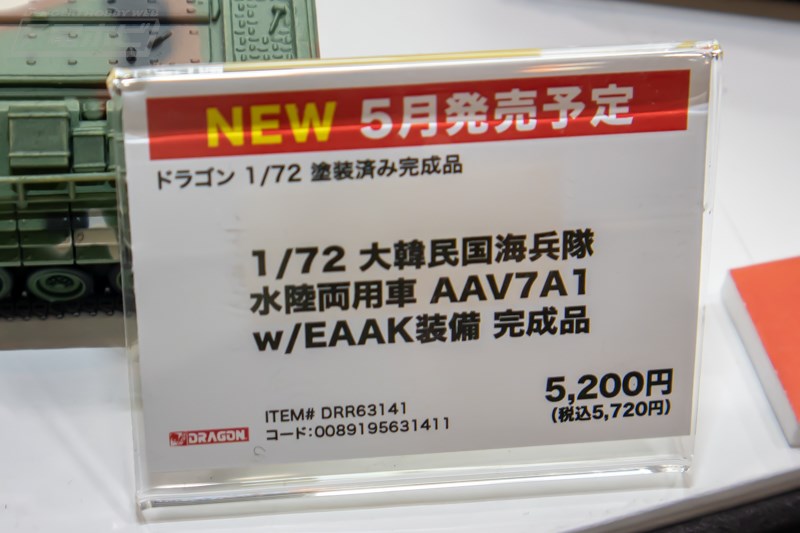 NEW 5月発売予定
ドラゴン 1/72 塗装済み完成品
1/72 大韓民国海兵隊
水陸両用車 AAV7A1
w/EAAK装備 完成品
5,200円
(税込5,720円)
ITEM# DRR63141
コード:0089195631411
DRAGON